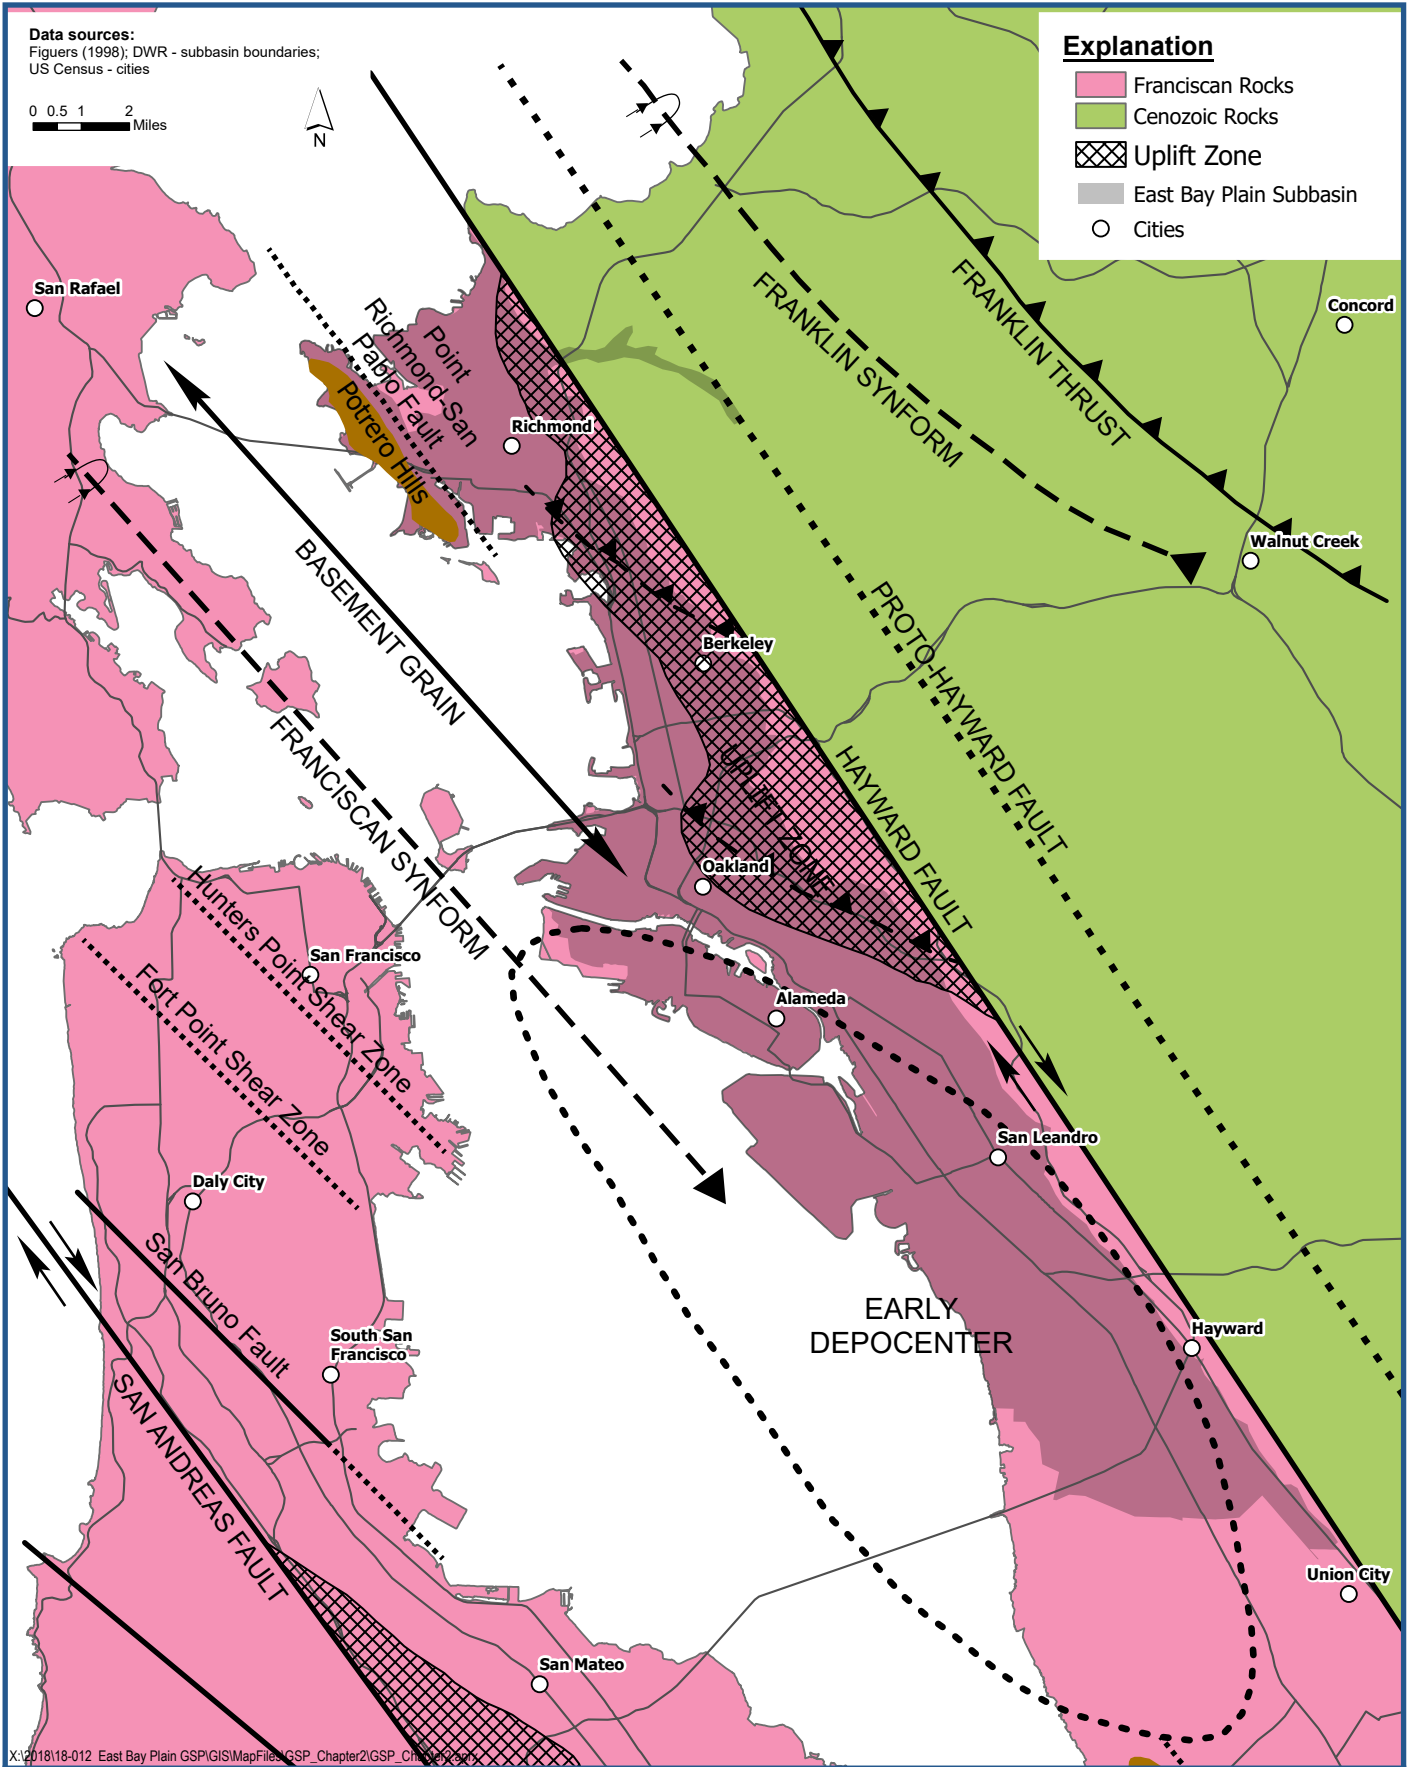 Data sources:
Figuers (1998); DWR - subbasin boundaries;
US Census - cities
0 0.5 1 2
Miles
N
Explanation
Franciscan Rocks
Cenozoic Rocks
Uplift Zone
East Bay Plain Subbasin
Cities
San Rafael
Concord
FRANKLIN THRUST
FRANKLIN SYNFORM
Point
Richmond-San
Pablo Fault
Potrero Hills
Richmond
Walnut Creek
BASEMENT GRAIN
PROTO-HAYWARD FAULT
Berkeley
FRANCISCAN SYNFORM
UPLIFT ZONE
HAYWARD FAULT
Oakland
Hunters Point Shear Zone
San Francisco
Fort Point Shear Zone
Alameda
San Leandro
Daly City
San Bruno Fault
EARLY
DEPOCENTER
Hayward
South San
Francisco
SAN ANDREAS FAULT
Union City
San Mateo
X:\2018\18-012 East Bay Plain GSP\GIS\MapFiles\GSP_Chapter2\GSP_Chapter2.aprx